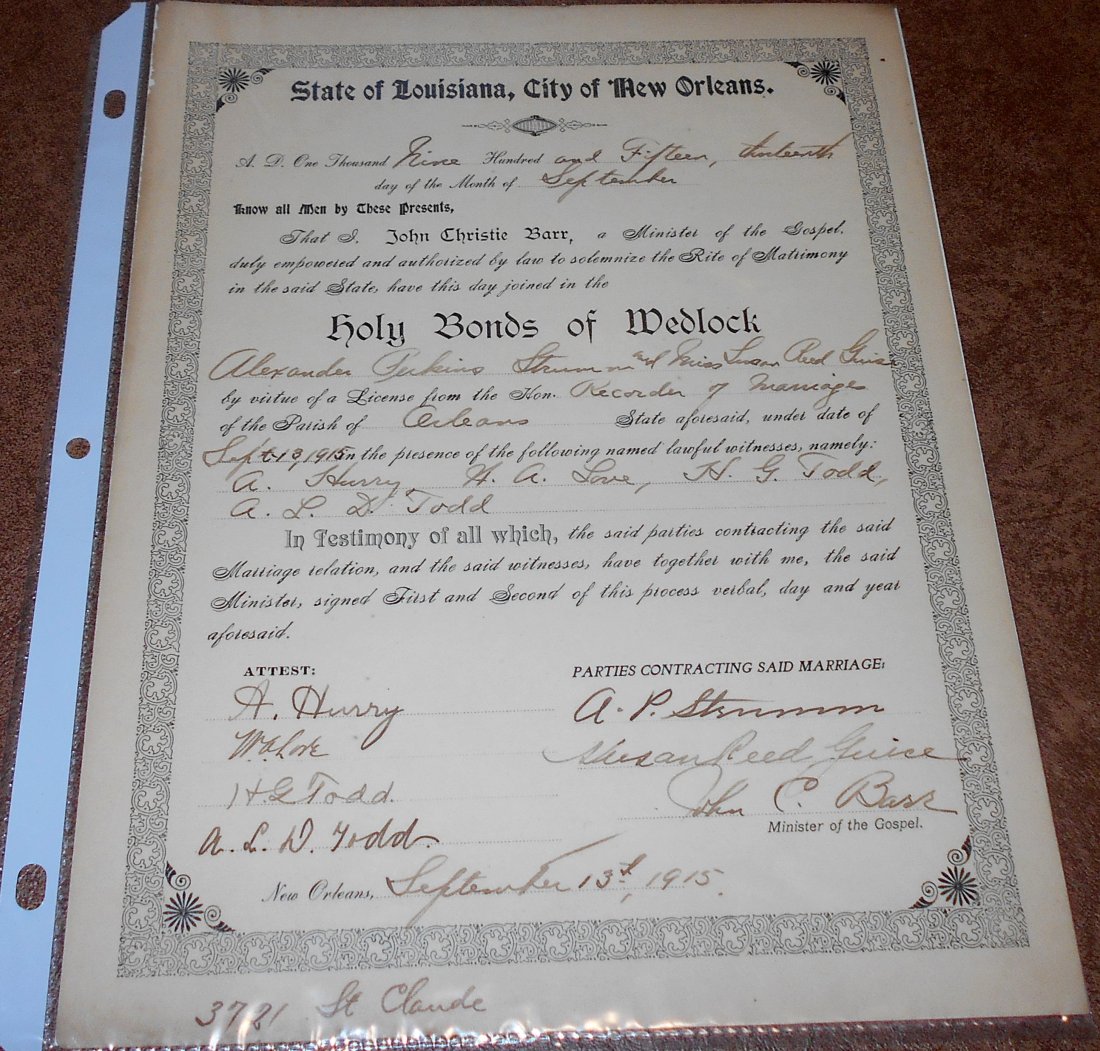 State of Louisiana, City of New Orleans.
A. D. One Thousand Nine Hundred and Fifteen, thirteenth
day of the Month of September
Know all Men by These Presents,
That I, John Christie Barr, a Minister of the Gospel,
duly empowered and authorized by law to solemnize the Rite of Matrimony
in the said State, have this day joined in the
Holy Bonds of Wedlock
Alexander Perkins and Miss Susan Reed Guice
by virtue of a License from the Hon. Recorder of Marriages
of the Parish of Orleans State aforesaid, under date of
Sept. 13, 1915 in the presence of the following named lawful witnesses, namely:
A. Hurry, W. A. Love, H. G. Todd,
A. L. D. Todd
In Testimony of all which, the said parties contracting the said
Marriage relation, and the said witnesses, have together with me, the said
Minister, signed First and Second of this process verbal, day and year
aforesaid.
ATTEST:
A. Hurry
W. A. Love
H G Todd
A. L. D. Todd.
PARTIES CONTRACTING SAID MARRIAGE:
A. P.
Susan Reed Guice
John C. Barr
Minister of the Gospel.
New Orleans, September 13th, 1915.
3721 St Claude